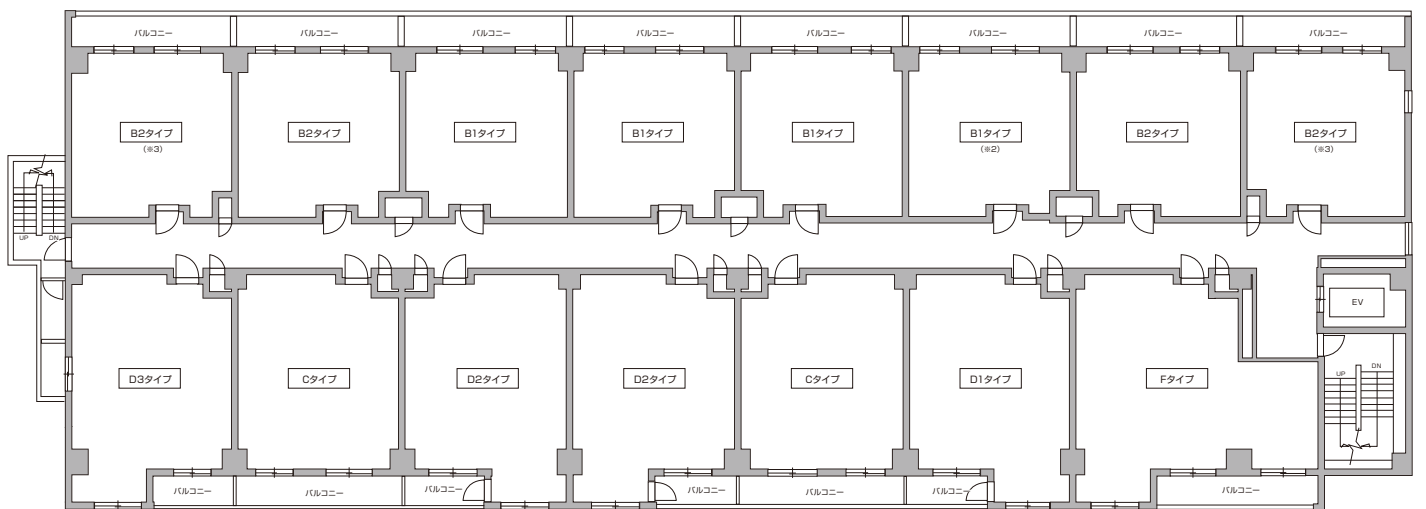 バルコニー
バルコニー
バルコニー
バルコニー
バルコニー
バルコニー
バルコニー
バルコニー
B2タイプ
(※3)
B2タイプ
B1タイプ
B1タイプ
B1タイプ
B1タイプ
(※2)
B2タイプ
B2タイプ
(※3)
UP
DN
EV
D3タイプ
Cタイプ
D2タイプ
D2タイプ
Cタイプ
D1タイプ
Fタイプ
UP
DN
バルコニー
バルコニー
バルコニー
バルコニー
バルコニー
バルコニー
バルコニー